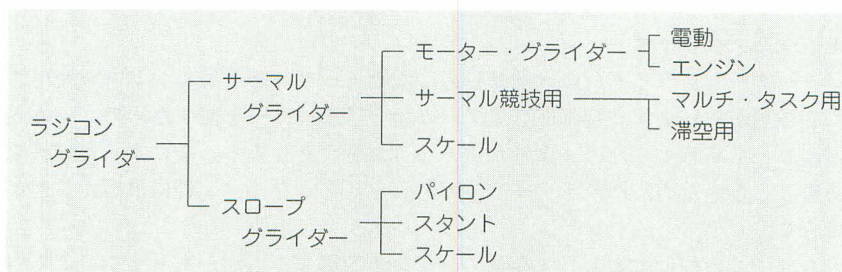 ラジコン
グライダー
サーマル
グライダー
モーター・グライダー
電動
エンジン
サーマル競技用
マルチ・タスク用
滞空用
スケール
スロープ
グライダー
パイロン
スタント
スケール